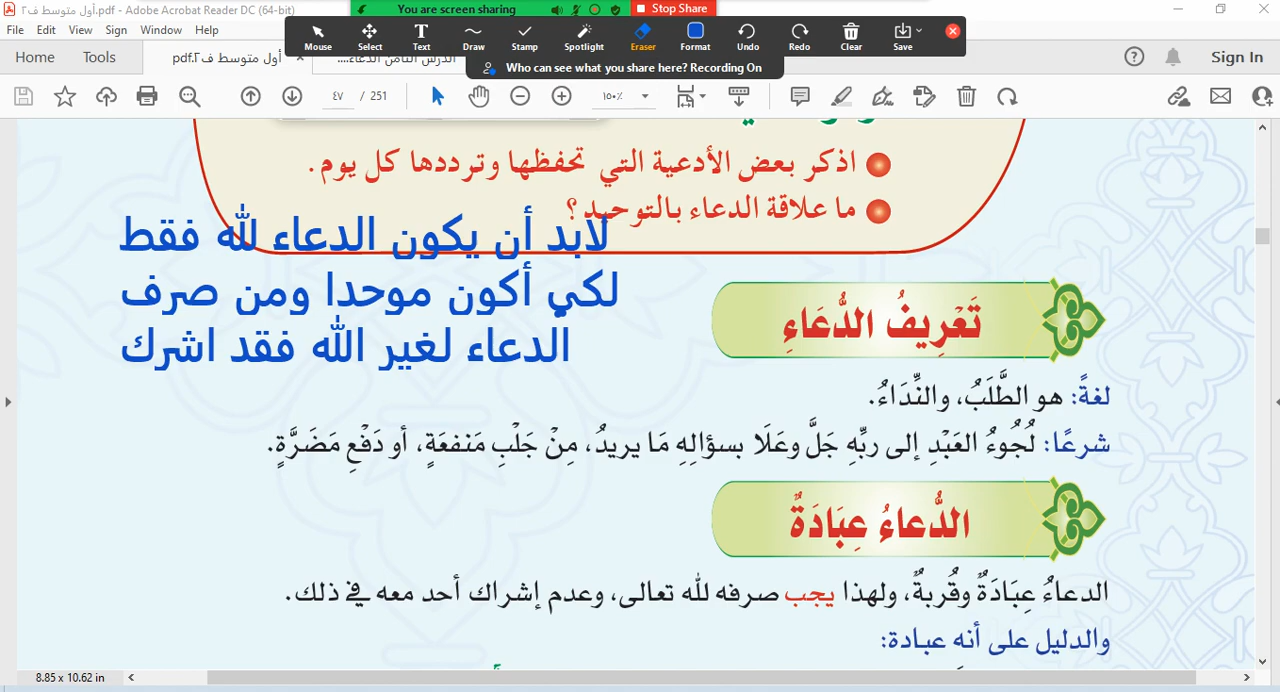 أول متوسط ف٢.pdf - Adobe Acrobat Reader DC (64-bit)
You are screen sharing
Stop Share
File Edit View Sign Window Help
Mouse Select Text Draw Stamp Spotlight Eraser Format Undo Redo Clear Save
Who can see what you share here? Recording On
Home Tools
أول متوسط ف٢.pdf
الدرس الثامن الدعاء....
Sign In
٤٧ / 251
١٥٠٪
اذكر بعض الأدعية التي تحفظها وترددها كل يوم.
ما علاقة الدعاء بالتوحيد؟
لابد أن يكون الدعاء لله فقط
لكي أكون موحدا ومن صرف
الدعاء لغير الله فقد اشرك
تَعْرِيفُ الدُّعَاءِ
لغةً: هو الطَّلَبُ، والنِّدَاءُ.
شرعًا: لُجُوءُ العَبْدِ إلى ربِّهِ جَلَّ وعَلَا بسؤالِهِ مَا يريدُ، مِنْ جَلْبِ مَنفعَةٍ، أو دَفْعِ مَضَرَّةٍ.
الدُّعاءُ عِبَادَةٌ
الدعاءُ عِبَادَةٌ وقُربةٌ، ولهذا يجب صرفه لله تعالى، وعدم إشراك أحد معه في ذلك.
والدليل على أنه عبادة:
8.85 x 10.62 in